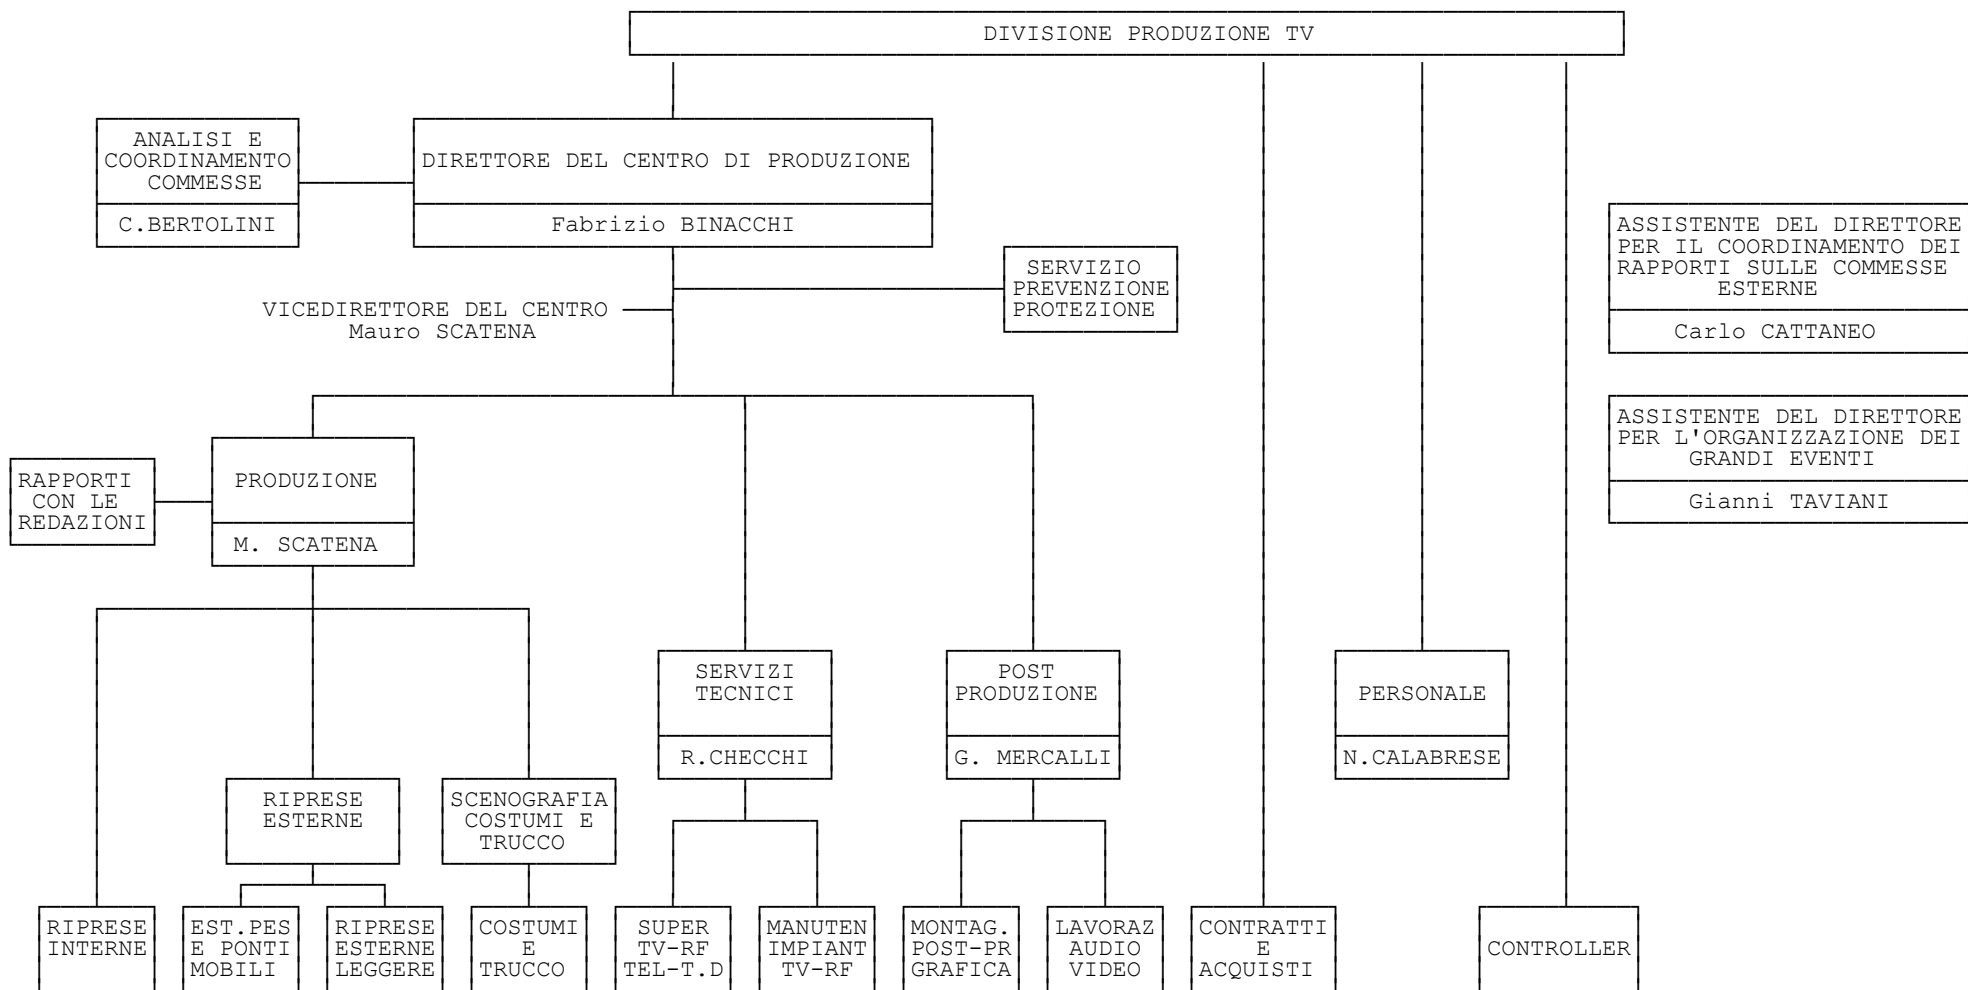 DIVISIONE PRODUZIONE TV
ANALISI E
COORDINAMENTO
COMMESSE
C.BERTOLINI
DIRETTORE DEL CENTRO DI PRODUZIONE
Fabrizio BINACCHI
ASSISTENTE DEL DIRETTORE
PER IL COORDINAMENTO DEI
RAPPORTI SULLE COMMESSE
ESTERNE
Carlo CATTANEO
SERVIZIO
PREVENZIONE
PROTEZIONE
VICEDIRETTORE DEL CENTRO
Mauro SCATENA
ASSISTENTE DEL DIRETTORE
PER L'ORGANIZZAZIONE DEI
GRANDI EVENTI
Gianni TAVIANI
RAPPORTI
CON LE
REDAZIONI
PRODUZIONE
M. SCATENA
SERVIZI
TECNICI
R.CHECCHI
POST
PRODUZIONE
G. MERCALLI
PERSONALE
N.CALABRESE
RIPRESE
ESTERNE
SCENOGRAFIA
COSTUMI E
TRUCCO
RIPRESE
INTERNE
EST.PES
E PONTI
MOBILI
RIPRESE
ESTERNE
LEGGERE
COSTUMI
E
TRUCCO
SUPER
TV-RF
TEL-T.D
MANUTEN
IMPIANT
TV-RF
MONTAG.
POST-PR
GRAFICA
LAVORAZ
AUDIO
VIDEO
CONTRATTI
E
ACQUISTI
CONTROLLER